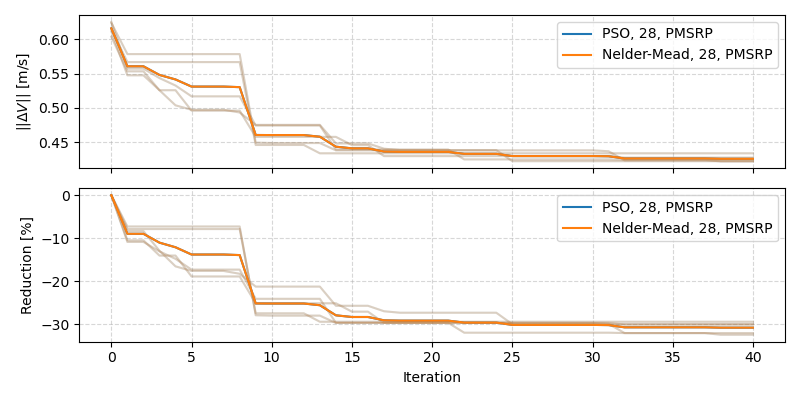 ||ΔV|| [m/s]
0.60
0.55
0.50
0.45
PSO, 28, PMSRP
Nelder-Mead, 28, PMSRP
Reduction [%]
0
−10
−20
−30
PSO, 28, PMSRP
Nelder-Mead, 28, PMSRP
0 5 10 15 20 25 30 35 40
Iteration